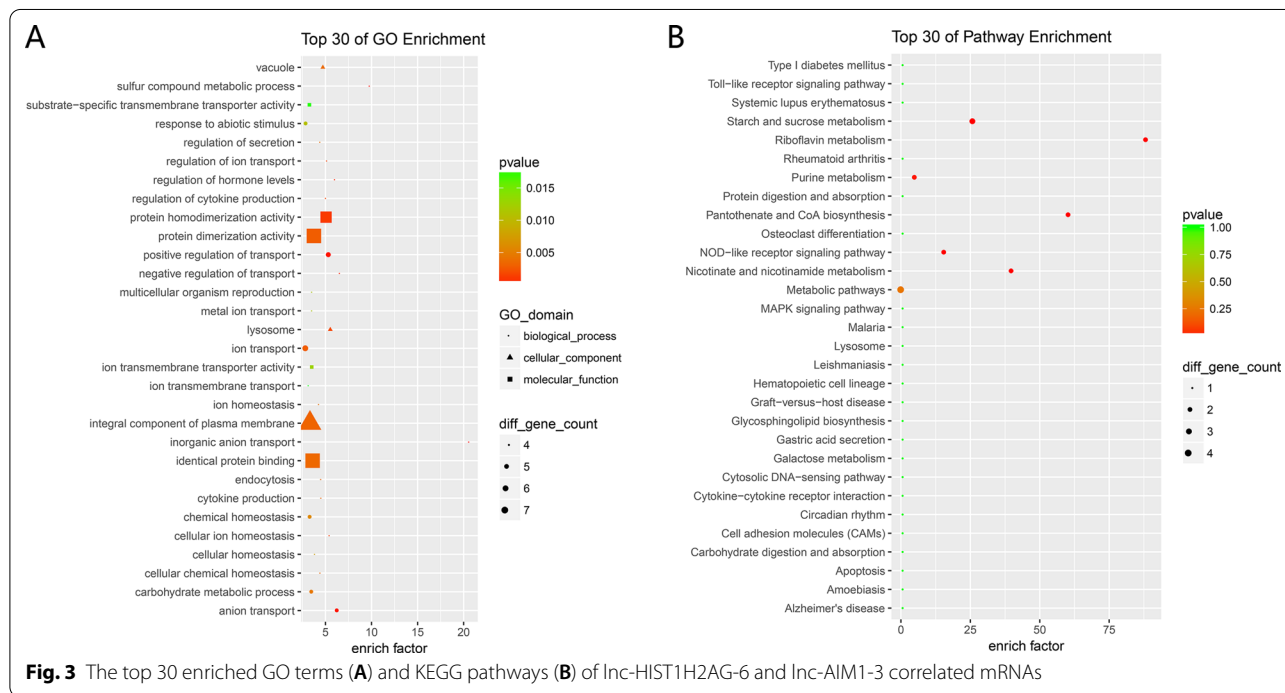 A
Top 30 of GO Enrichment
vacuole
sulfur compound metabolic process
substrate−specific transmembrane transporter activity
response to abiotic stimulus
regulation of secretion
regulation of ion transport
regulation of hormone levels
regulation of cytokine production
protein homodimerization activity
protein dimerization activity
positive regulation of transport
negative regulation of transport
multicellular organism reproduction
metal ion transport
lysosome
ion transport
ion transmembrane transporter activity
ion transmembrane transport
ion homeostasis
integral component of plasma membrane
inorganic anion transport
identical protein binding
endocytosis
cytokine production
chemical homeostasis
cellular ion homeostasis
cellular homeostasis
cellular chemical homeostasis
carbohydrate metabolic process
anion transport
5 10 15 20
enrich factor
pvalue
0.015
0.010
0.005
GO_domain
biological_process
cellular_component
molecular_function
diff_gene_count
4
5
6
7
B
Top 30 of Pathway Enrichment
Type I diabetes mellitus
Toll−like receptor signaling pathway
Systemic lupus erythematosus
Starch and sucrose metabolism
Riboflavin metabolism
Rheumatoid arthritis
Purine metabolism
Protein digestion and absorption
Pantothenate and CoA biosynthesis
Osteoclast differentiation
NOD−like receptor signaling pathway
Nicotinate and nicotinamide metabolism
Metabolic pathways
MAPK signaling pathway
Malaria
Lysosome
Leishmaniasis
Hematopoietic cell lineage
Graft−versus−host disease
Glycosphingolipid biosynthesis
Gastric acid secretion
Galactose metabolism
Cytosolic DNA−sensing pathway
Cytokine−cytokine receptor interaction
Circadian rhythm
Cell adhesion molecules (CAMs)
Carbohydrate digestion and absorption
Apoptosis
Amoebiasis
Alzheimer's disease
0 25 50 75
enrich factor
pvalue
1.00
0.75
0.50
0.25
diff_gene_count
1
2
3
4
Fig. 3 The top 30 enriched GO terms (A) and KEGG pathways (B) of lnc-HIST1H2AG-6 and lnc-AIM1-3 correlated mRNAs